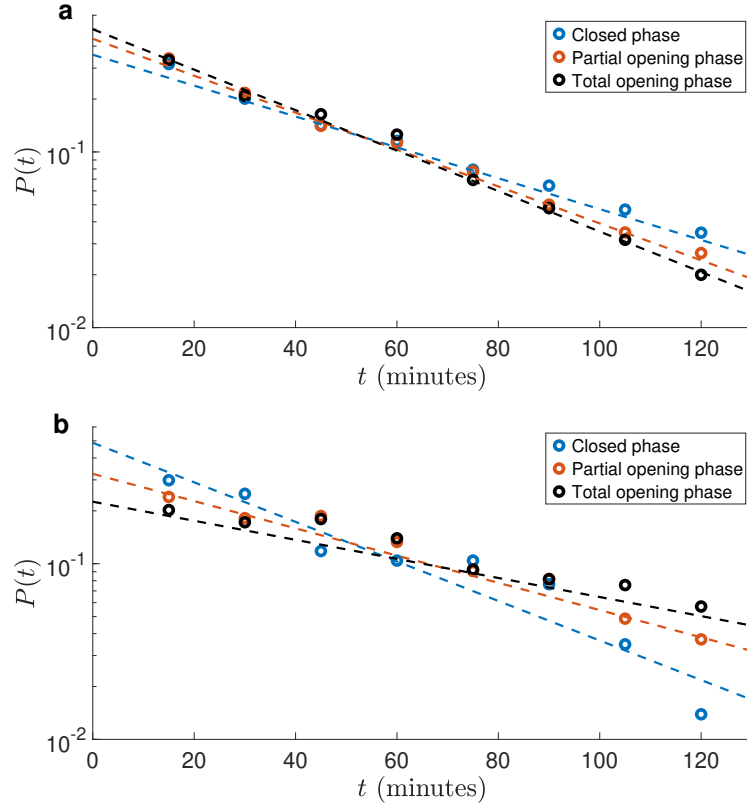 a
Closed phase
Partial opening phase
Total opening phase
P(t)
10^-1
10^-2
0 20 40 60 80 100 120
t (minutes)
b
Closed phase
Partial opening phase
Total opening phase
P(t)
10^-1
10^-2
0 20 40 60 80 100 120
t (minutes)